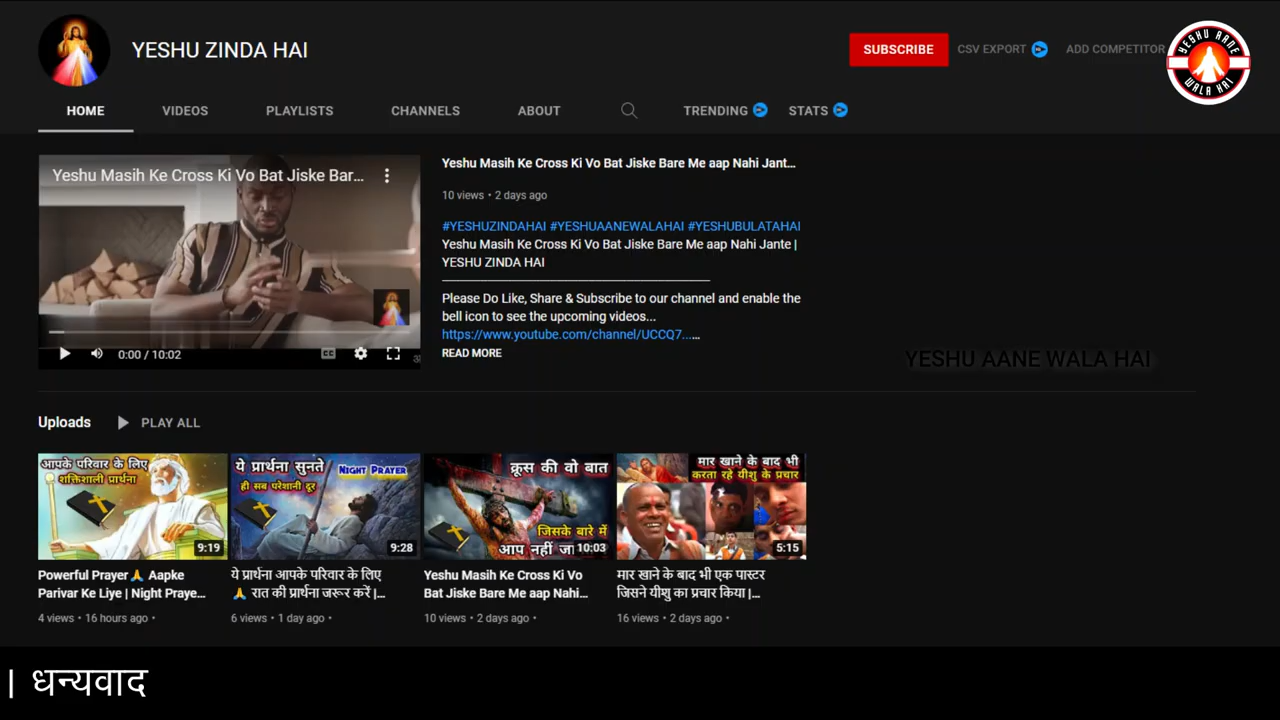 YESHU ZINDA HAI
SUBSCRIBE
CSV EXPORT
ADD COMPETITOR
YESHU AANE
WALA HAI
HOME
VIDEOS
PLAYLISTS
CHANNELS
ABOUT
TRENDING
STATS
Yeshu Masih Ke Cross Ki Vo Bat Jiske Bar...
0:00 / 10:02
Yeshu Masih Ke Cross Ki Vo Bat Jiske Bare Me aap Nahi Jant...
10 views • 2 days ago
#YESHUZINDAHAI #YESHUAANEWALAHAI #YESHUBULATAHAI
Yeshu Masih Ke Cross Ki Vo Bat Jiske Bare Me aap Nahi Jante |
YESHU ZINDA HAI
Please Do Like, Share & Subscribe to our channel and enable the
bell icon to see the upcoming videos...
https://www.youtube.com/channel/UCCQ7......
READ MORE
YESHU AANE WALA HAI
Uploads
PLAY ALL
आपके परिवार के लिए
शक्तिशाली प्रार्थना
9:19
ये प्रार्थना सुनते
NIGHT PRAYER
ही सब परेशानी दूर
9:28
क्रूस की वो बात
जिसके बारे में
आप नहीं जा
10:03
मार खाने के बाद भी
करता रहे यीशु के प्रचार
5:15
Powerful Prayer🙏 Aapke
Parivar Ke Liye | Night Praye...
4 views • 16 hours ago •
ये प्रार्थना आपके परिवार के लिए
🙏 रात की प्रार्थना जरूर करें |...
6 views • 1 day ago •
Yeshu Masih Ke Cross Ki Vo
Bat Jiske Bare Me aap Nahi...
10 views • 2 days ago •
मार खाने के बाद भी एक पास्टर
जिसने यीशु का प्रचार किया |...
16 views • 2 days ago •
| धन्यवाद